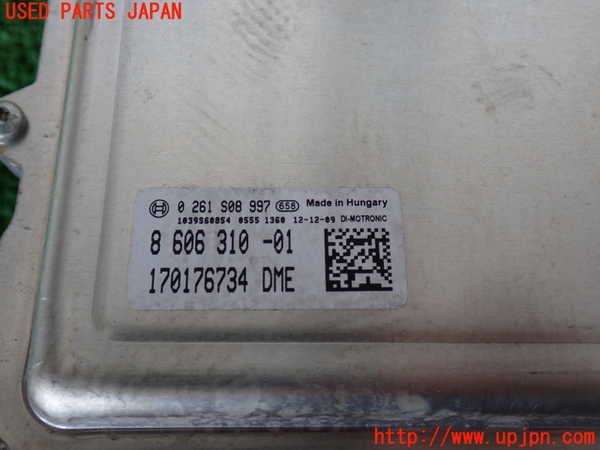 USED PARTS JAPAN
0 261 S08 997 658 Made in Hungary
1039S60854 0555 1360 12-12-09 DI-MOTRONIC
8 606 310 -01
170176734 DME
http://www.upjpn.com